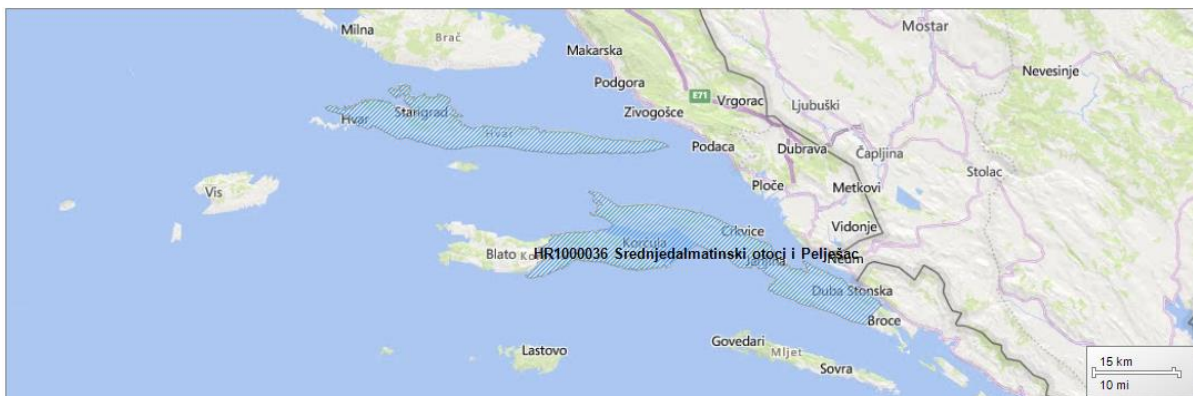 Milna
Brač
Mostar
Makarska
Nevesinje
Podgora
E71
Vrgorac
Ljubuški
Starigrad
Hvar
Hvar
Zivogošce
Podaca
Dubrava
Čapljina
Stolac
Ploče
Metkovi
Vis
Vidonje
Crkvice
Korcula
Blato
HR1000036 Srednjedalmatinski otoci i Pelješac
Neum
Duba Stonska
Broce
Govedari
Mljet
Lastovo
Sovra
15 km
10 mi